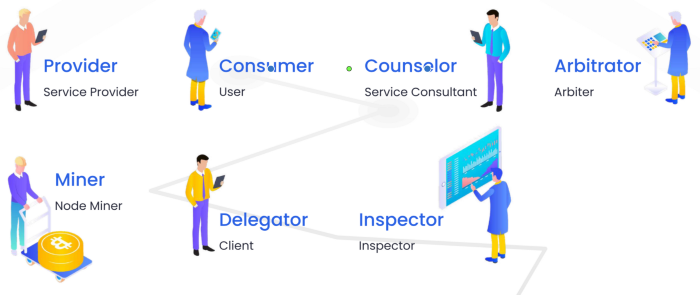 Provider
Service Provider
Consumer
User
Counselor
Service Consultant
Arbitrator
Arbiter
Miner
Node Miner
Delegator
Client
Inspector
Inspector